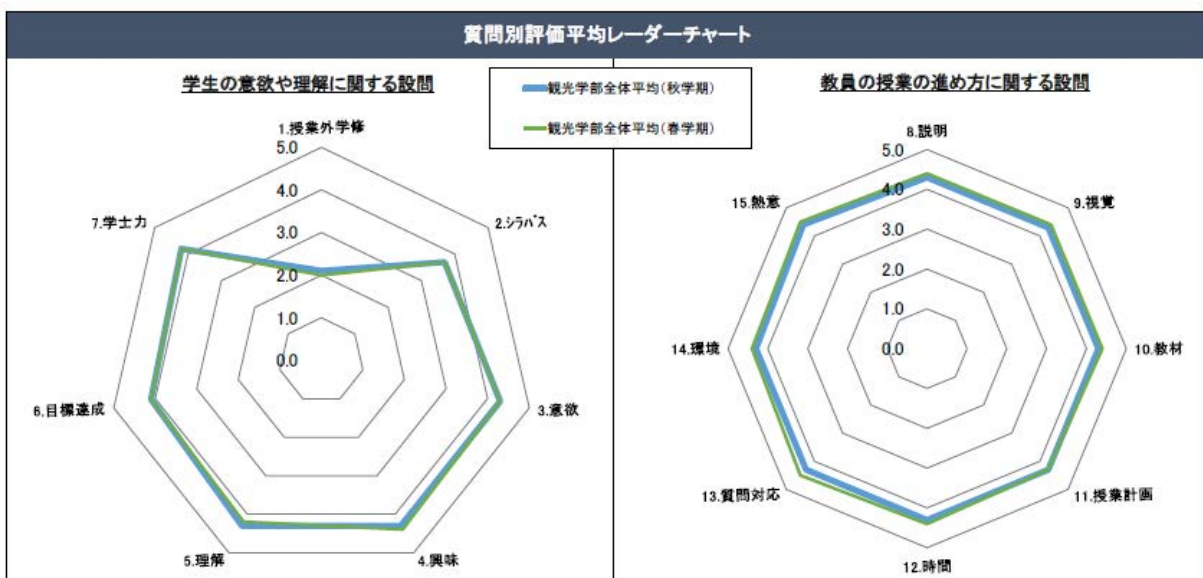 質問別評価平均レーダーチャート
学生の意欲や理解に関する設問
観光学部全体平均(秋学期)
観光学部全体平均(春学期)
教員の授業の進め方に関する設問
1.授業外学修
5.0
4.0
3.0
2.0
1.0
0.0
2.ｼﾗﾊﾞｽ
3.意欲
4.興味
5.理解
6.目標達成
7.学士力
8.説明
5.0
4.0
3.0
2.0
1.0
0.0
9.視覚
10.教材
11.授業計画
12.時間
13.質問対応
14.環境
15.熱意